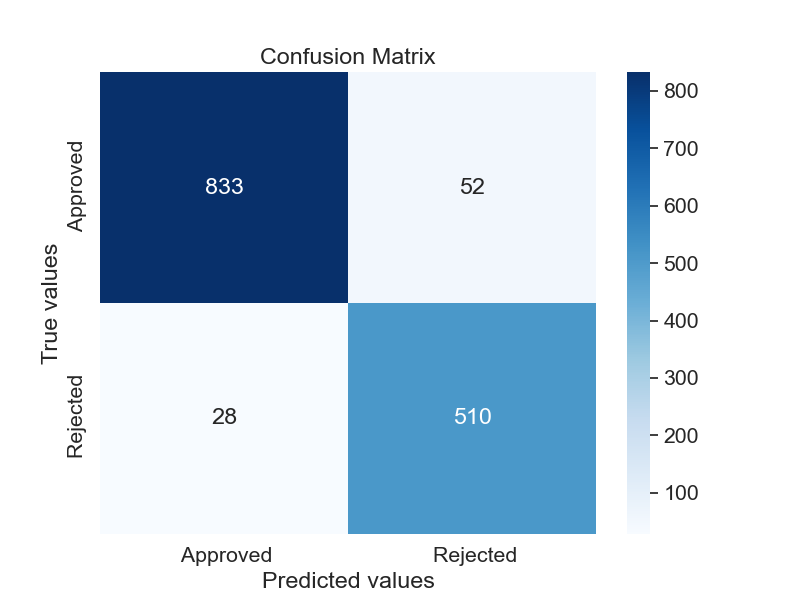 Confusion Matrix
True values
Approved
Rejected
833
52
28
510
Approved
Rejected
Predicted values
800
700
600
500
400
300
200
100